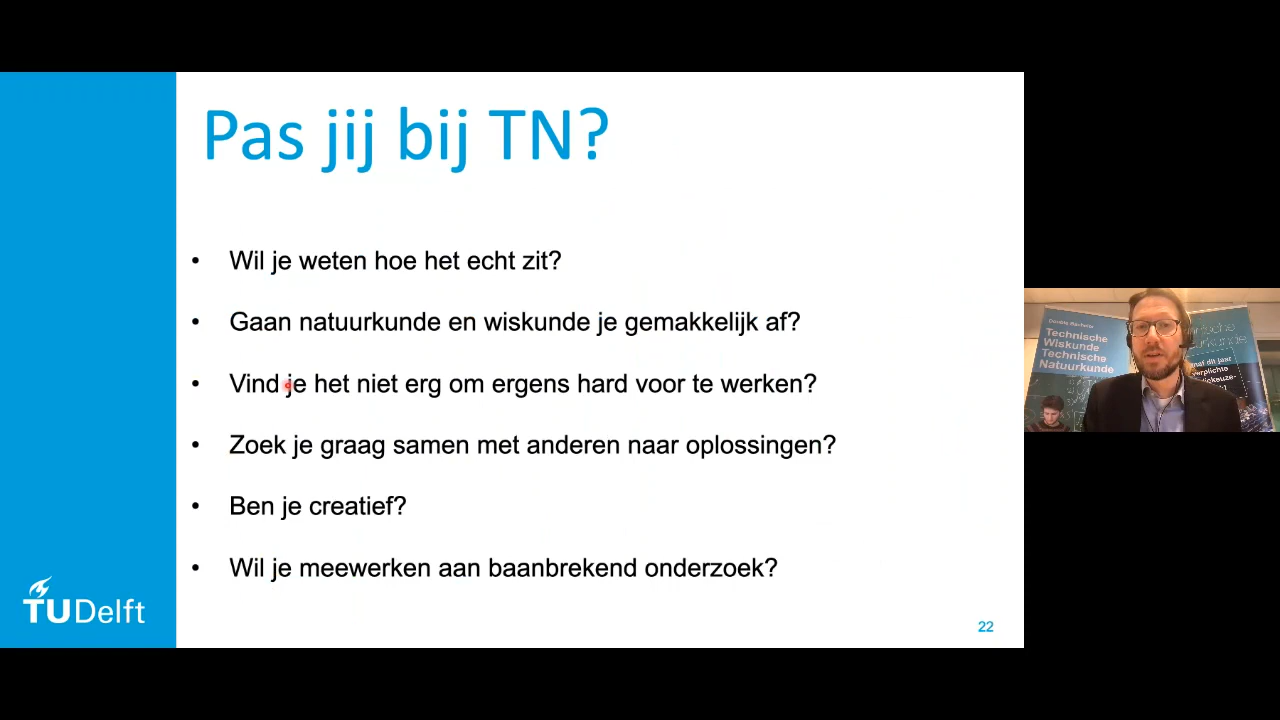 Pas jij bij TN?
• Wil je weten hoe het echt zit?
• Gaan natuurkunde en wiskunde je gemakkelijk af?
• Vind je het niet erg om ergens hard voor te werken?
• Zoek je graag samen met anderen naar oplossingen?
• Ben je creatief?
• Wil je meewerken aan baanbrekend onderzoek?
TUDelft
22
Technische
Wiskunde
Technische
Natuurkunde
dit jaar